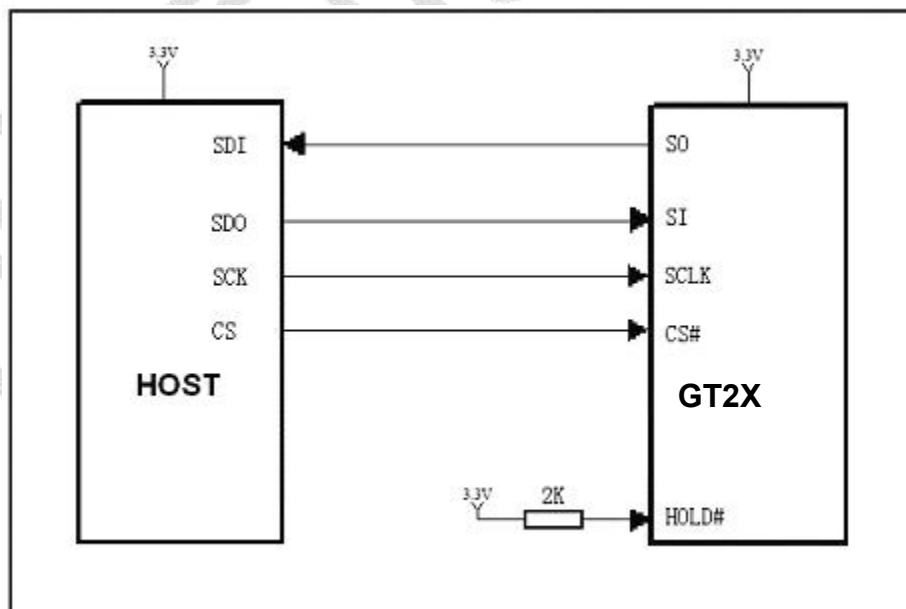 3.3V
3.3V
SDI
SO
SDO
SI
SCK
SCLK
CS
CS#
HOST
GT2X
3.3V
2K
HOLD#